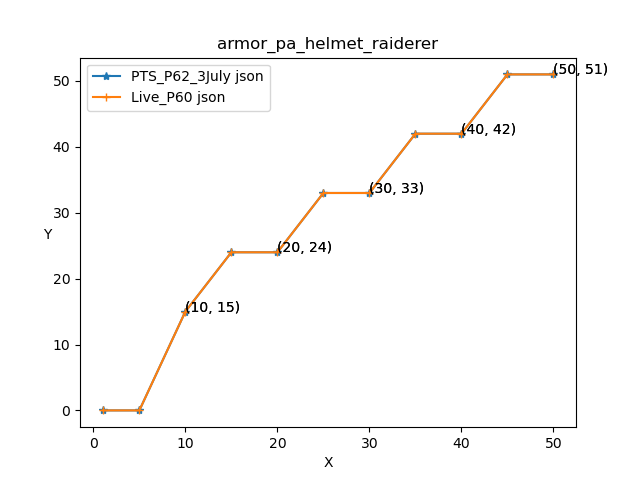 armor_pa_helmet_raiderer
PTS_P62_3July json
Live_P60 json
(50, 51)
(40, 42)
(30, 33)
(20, 24)
(10, 15)
Y
50
40
30
20
10
0
0 10 20 30 40 50
X